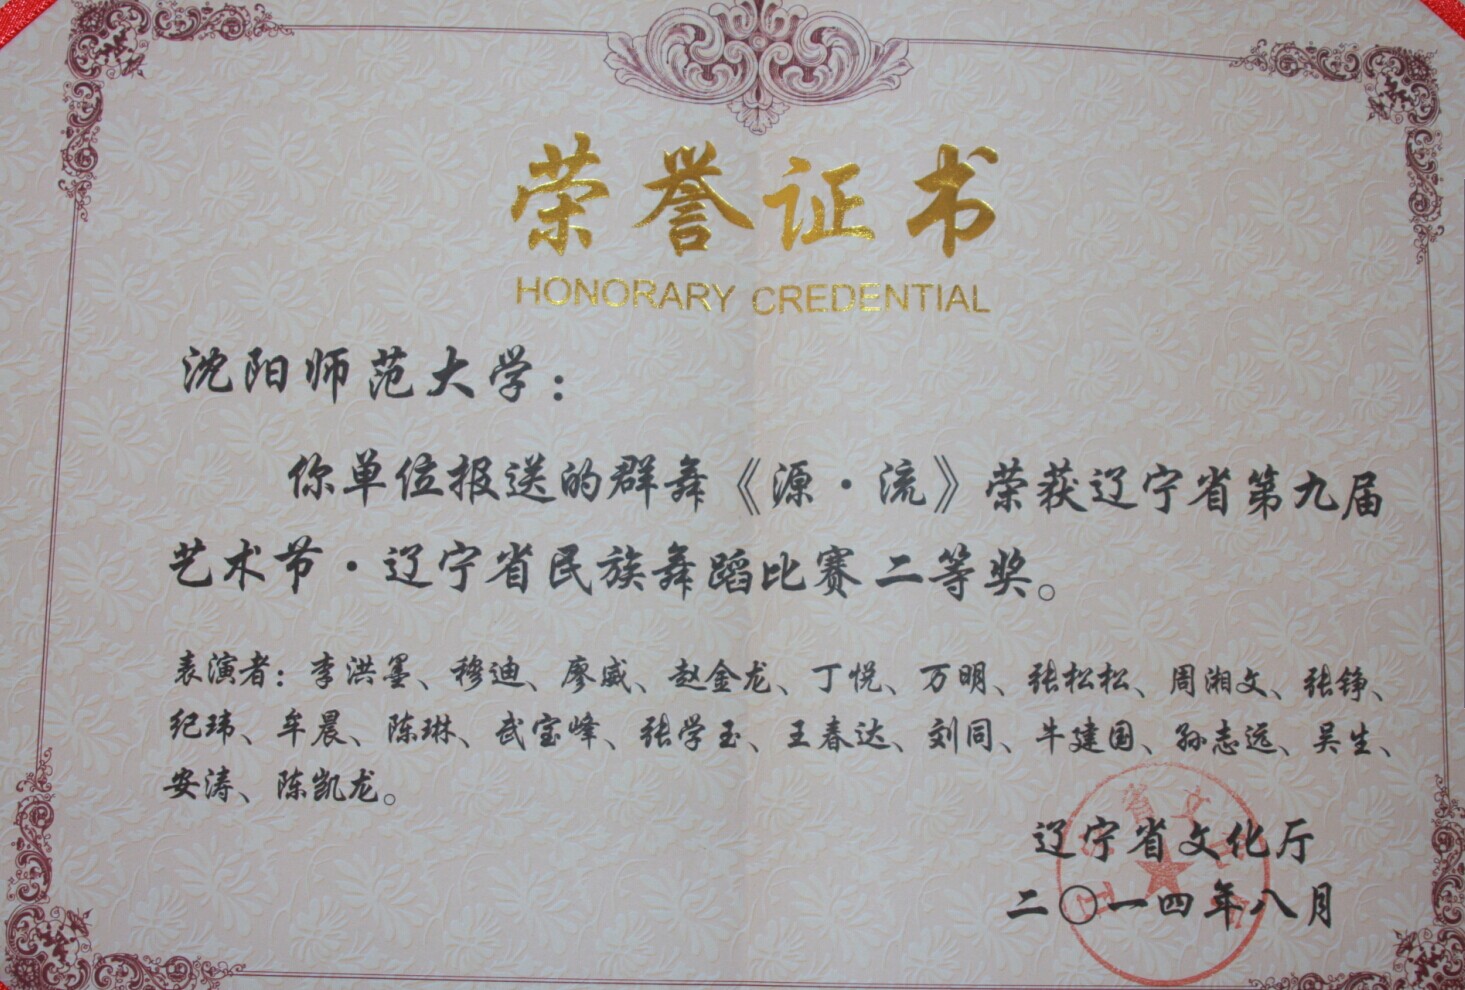 荣誉证书
HONORARY CREDENTIAL
沈阳师范大学：
你单位报送的群舞《源·流》荣获辽宁省第九届
艺术节·辽宁省民族舞蹈比赛二等奖。
表演者：李洪墨、穆迪、廖威、赵金龙、丁悦、万明、张松松、周湘文、张铮、
纪玮、牟晨、陈琳、武宝峰、张学玉、王春达、刘同、牛建国、孙志远、吴生、
安涛、陈凯龙。
辽宁省文化厅
二〇一四年八月